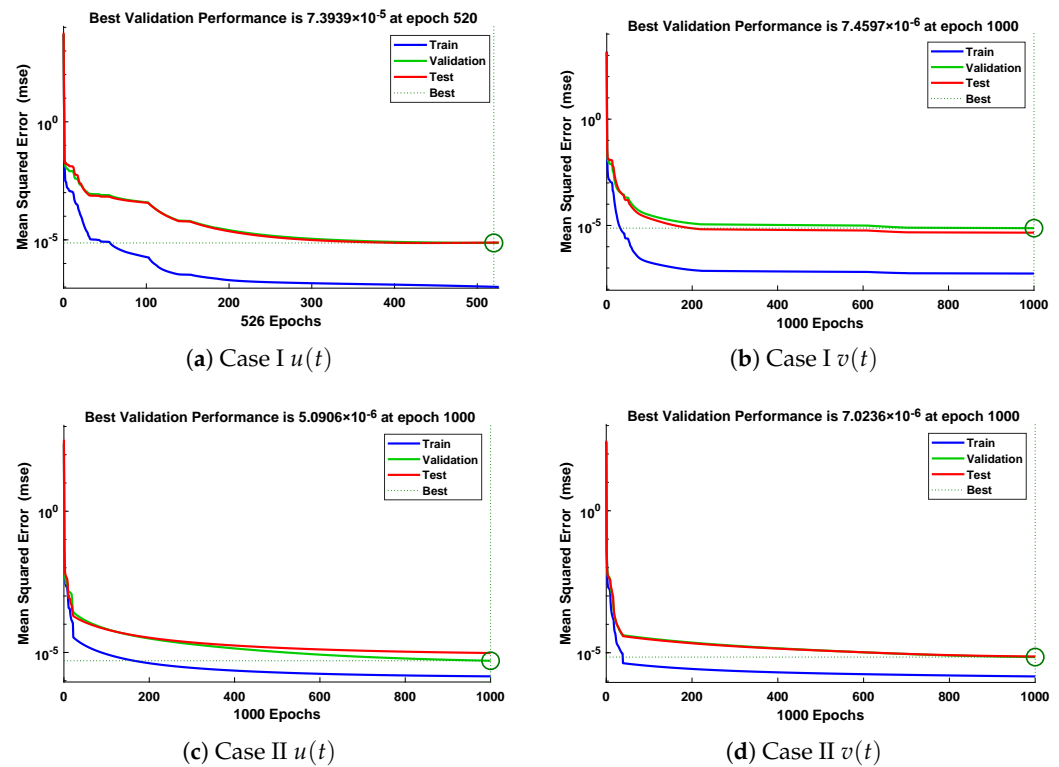 Best Validation Performance is 7.3939×10⁻⁵ at epoch 520
Mean Squared Error (mse)
Train
Validation
Test
Best
10⁰
10⁻⁵
0 100 200 300 400 500
526 Epochs
(a) Case I u(t)
Best Validation Performance is 7.4597×10⁻⁶ at epoch 1000
Mean Squared Error (mse)
Train
Validation
Test
Best
10⁰
10⁻⁵
0 200 400 600 800 1000
1000 Epochs
(b) Case I v(t)
Best Validation Performance is 5.0906×10⁻⁶ at epoch 1000
Mean Squared Error (mse)
Train
Validation
Test
Best
10⁰
10⁻⁵
0 200 400 600 800 1000
1000 Epochs
(c) Case II u(t)
Best Validation Performance is 7.0236×10⁻⁶ at epoch 1000
Mean Squared Error (mse)
Train
Validation
Test
Best
10⁰
10⁻⁵
0 200 400 600 800 1000
1000 Epochs
(d) Case II v(t)